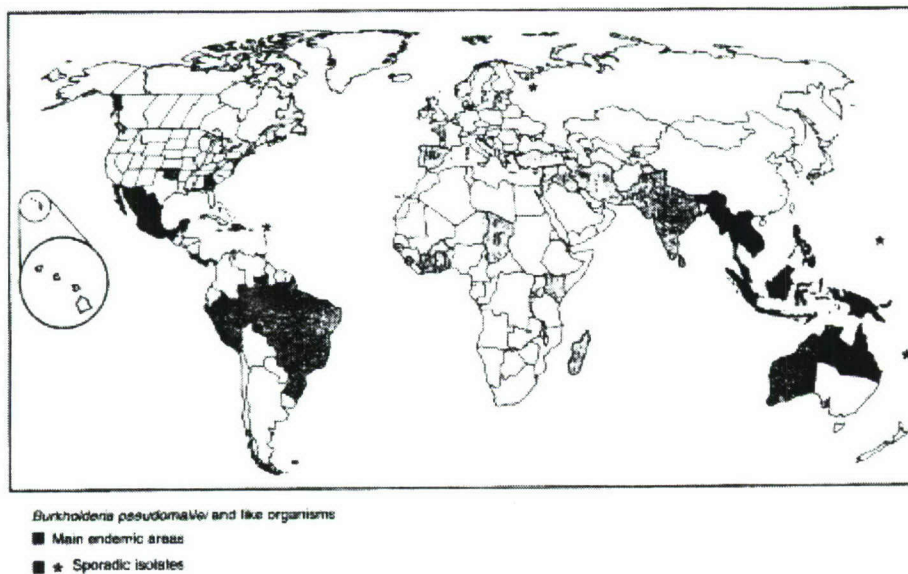 Burkholderia pseudomallei and like organisms
Main endemic areas
* Sporadic isolates